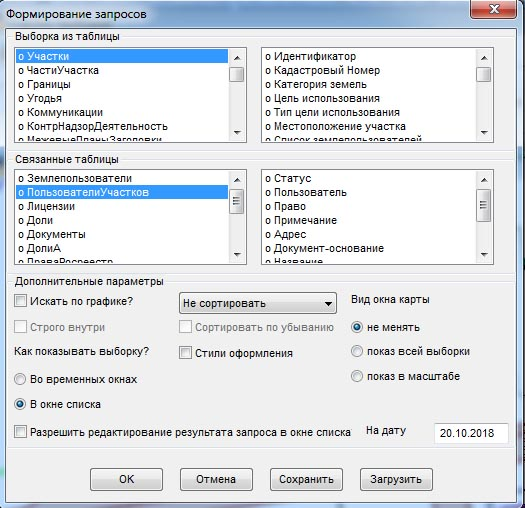 Формирование запросов
Выборка из таблицы
о Участки
о ЧастиУчастка
о Границы
о Угодья
о Коммуникации
о КонтрНадзорДеятельность
о МежевыеПланыЗаголовки
о Идентификатор
о Кадастровый Номер
о Категория земель
о Цель использования
о Тип цели использования
о Местоположение участка
о Список землепользователей
Связанные таблицы
о Землепользователи
о ПользователиУчастков
о Лицензии
о Доли
о Документы
о ДолиА
о ПраваРосреестр
о Статус
о Пользователь
о Право
о Примечание
о Адрес
о Документ-основание
о Название
Дополнительные параметры
Искать по графике?
Не сортировать
Вид окна карты
Строго внутри
Сортировать по убыванию
не менять
Как показывать выборку?
Стили оформления
показ всей выборки
Во временных окнах
показ в масштабе
В окне списка
Разрешить редактирование результата запроса в окне списка
На дату
20.10.2018
OK
Отмена
Сохранить
Загрузить